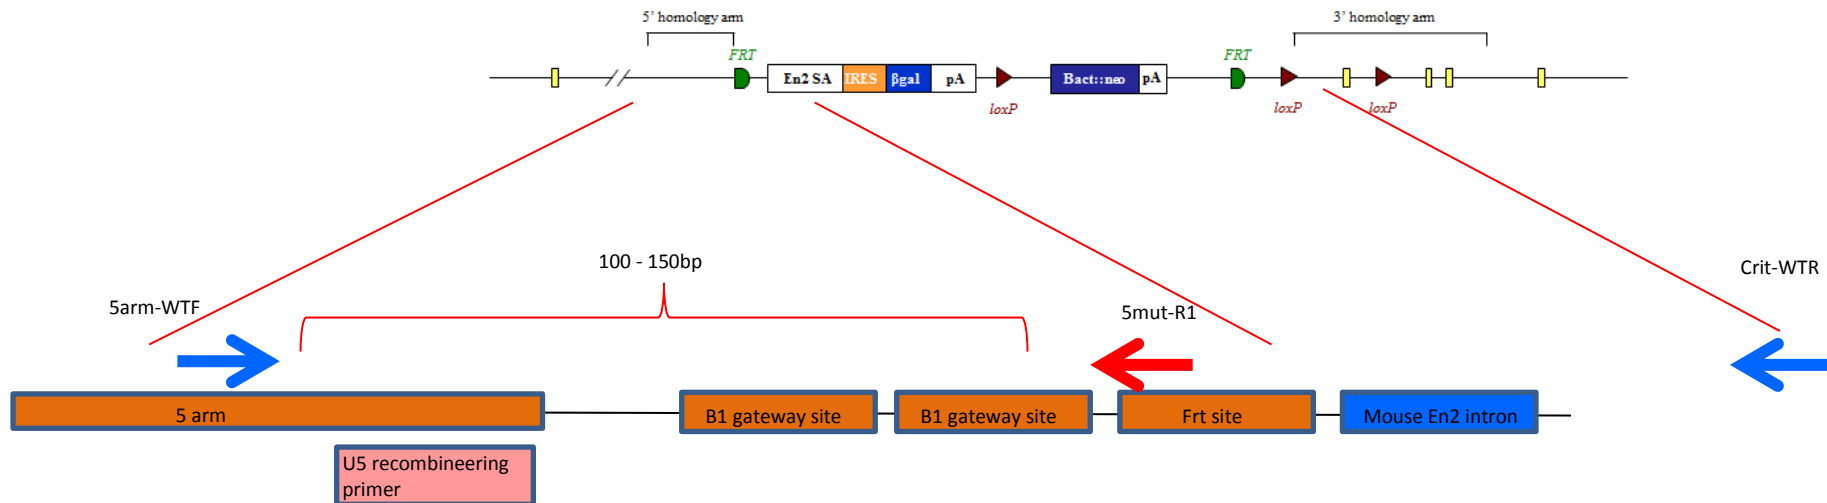 5' homology arm
3' homology arm
FRT
FRT
En2 SA
IRES
βgal
pA
Bact::neo
pA
loxP
loxP
loxP
100 - 150bp
Crit-WTR
5arm-WTF
5mut-R1
5 arm
B1 gateway site
B1 gateway site
Frt site
Mouse En2 intron
U5 recombineering
primer